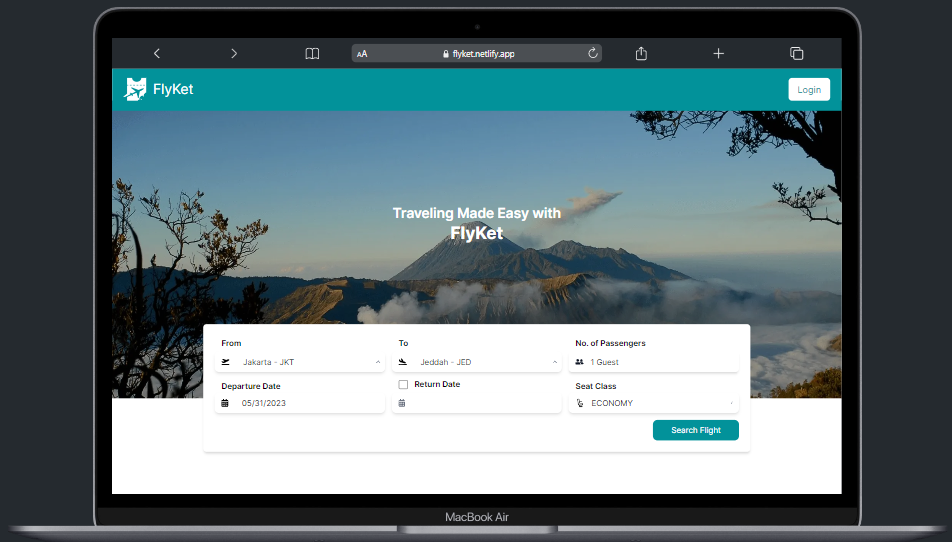 AA flyket.netlify.app
FlyKet
Login
Traveling Made Easy with
FlyKet
From
To
No. of Passengers
Jakarta - JKT
Jeddah - JED
1 Guest
Departure Date
Return Date
Seat Class
05/31/2023
ECONOMY
Search Flight
MacBook Air